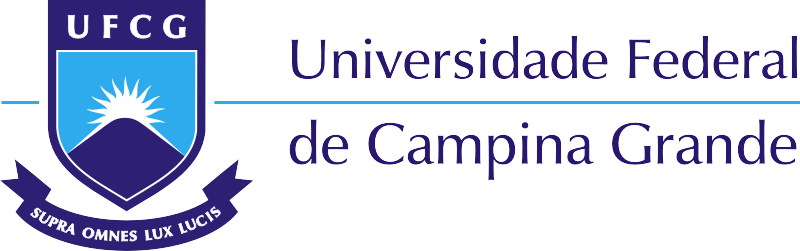 UFCG
SUPRA OMNES LUX LUCIS
Universidade Federal
de Campina Grande